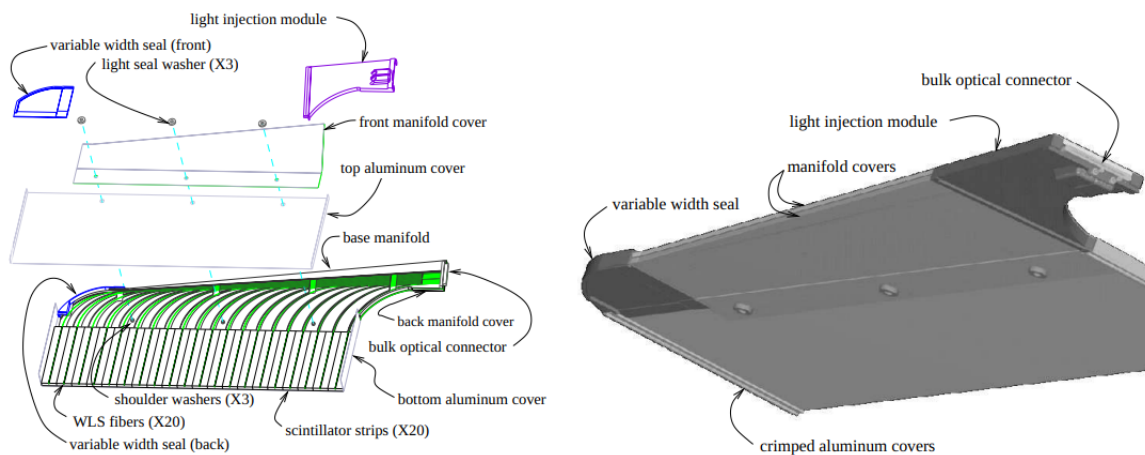 light injection module
variable width seal (front)
light seal washer (X3)
front manifold cover
top aluminum cover
base manifold
back manifold cover
bulk optical connector
shoulder washers (X3)
bottom aluminum cover
WLS fibers (X20)
scintillator strips (X20)
variable width seal (back)
bulk optical connector
light injection module
manifold covers
variable width seal
crimped aluminum covers